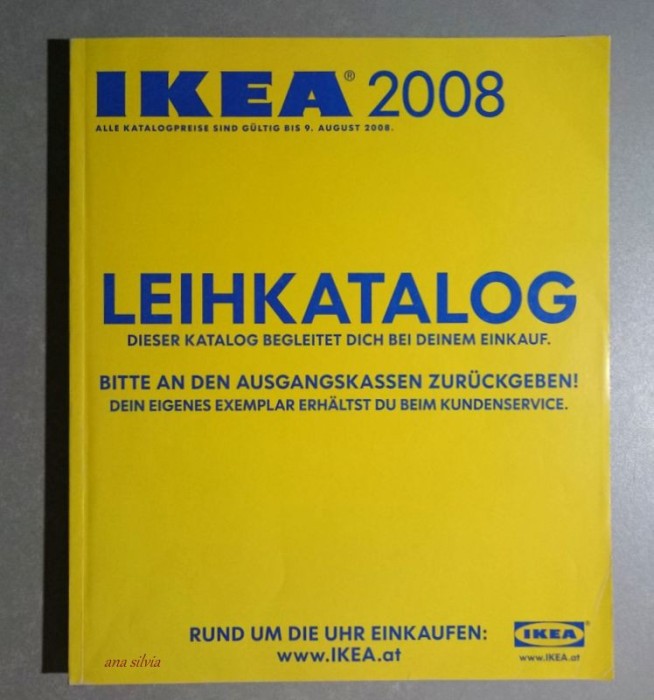 IKEA® 2008
ALLE KATALOGPREISE SIND GÜLTIG BIS 9. AUGUST 2008.
LEIHKATALOG
DIESER KATALOG BEGLEITET DICH BEI DEINEM EINKAUF.
BITTE AN DEN AUSGANGSKASSEN ZURÜCKGEBEN!
DEIN EIGENES EXEMPLAR ERHÄLTST DU BEIM KUNDENSERVICE.
RUND UM DIE UHR EINKAUFEN:
www.IKEA.at
IKEA®
www.IKEA.at
ana silvia